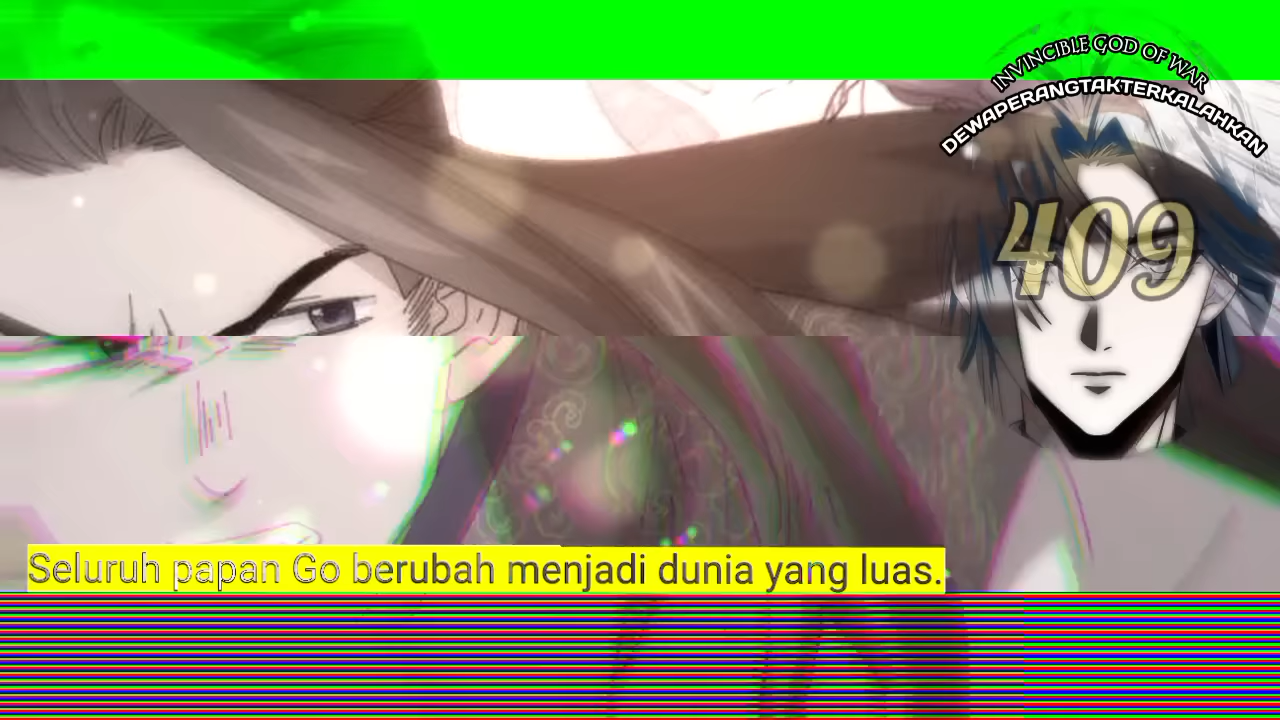 INVINCIBLE GOD OF WAR
DEWAPERANGTAKTERKALAHKAN
409
Seluruh papan Go berubah menjadi dunia yang luas.